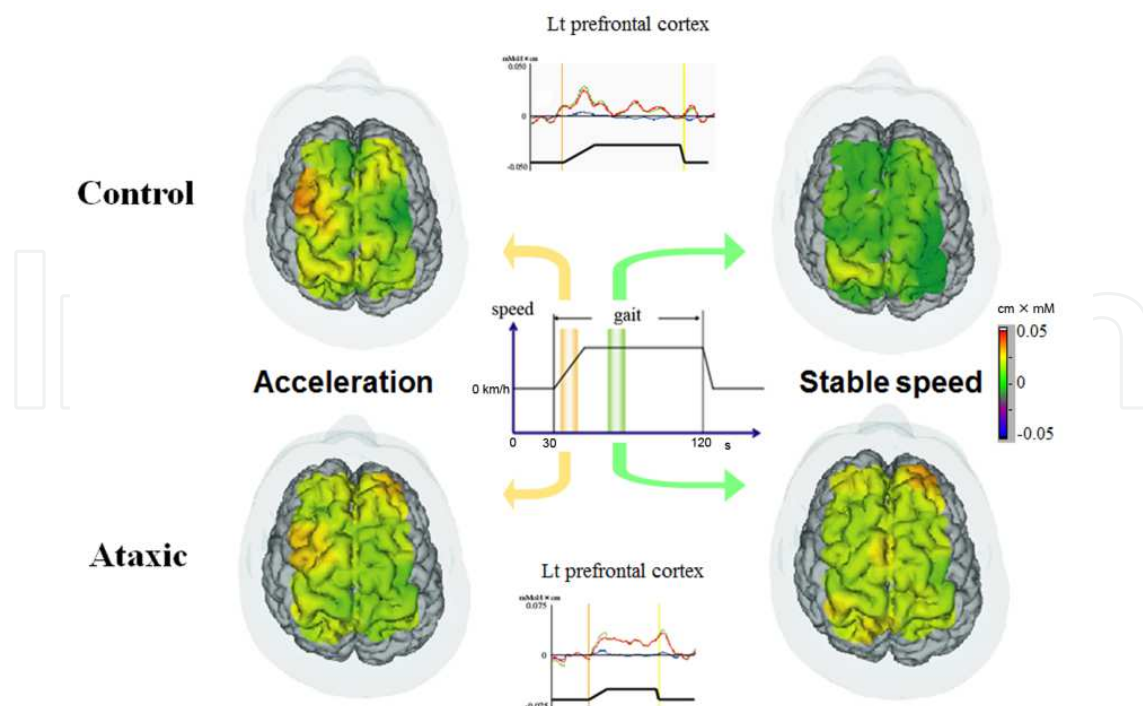 Lt prefrontal cortex
0.050
0
-0.050
Control
speed
gait
cm × mM
0.05
0
-0.05
Acceleration
0 km/h
Stable speed
0
30
120
s
Ataxic
Lt prefrontal cortex
0.075
0